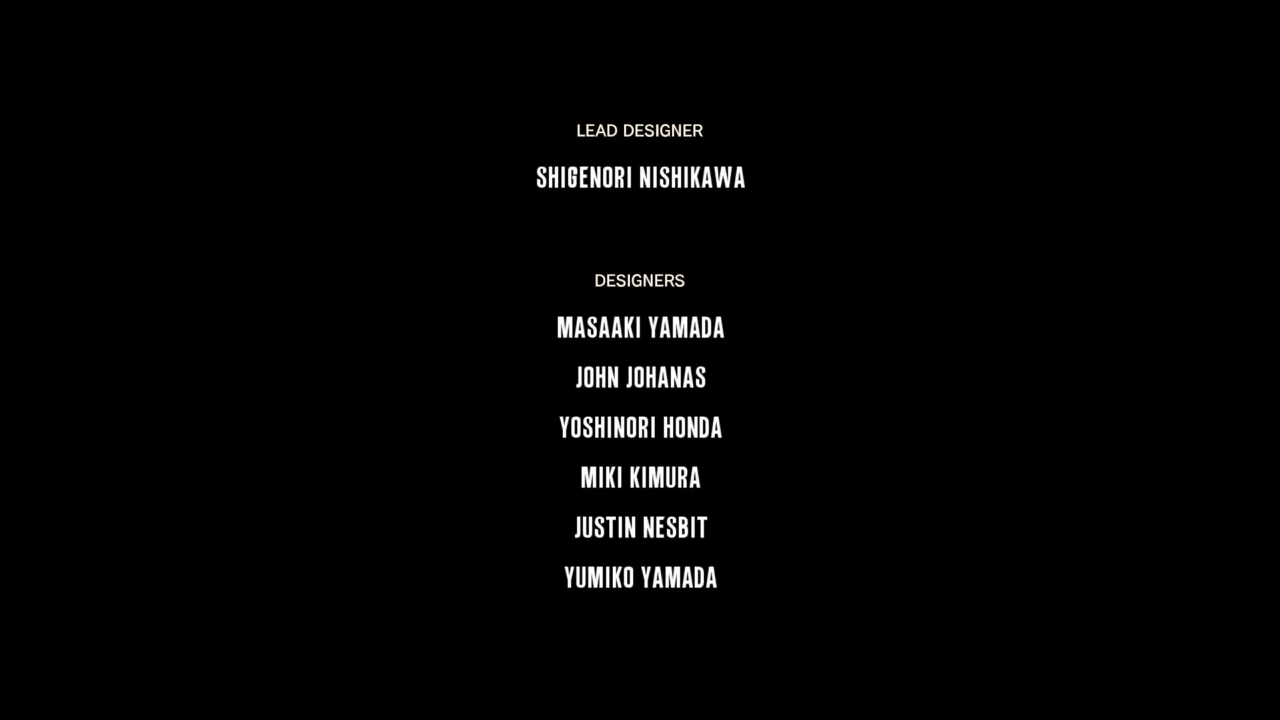 LEAD DESIGNER
SHIGENORI NISHIKAWA
DESIGNERS
MASAAKI YAMADA
JOHN JOHANAS
YOSHINORI HONDA
MIKI KIMURA
JUSTIN NESBIT
YUMIKO YAMADA